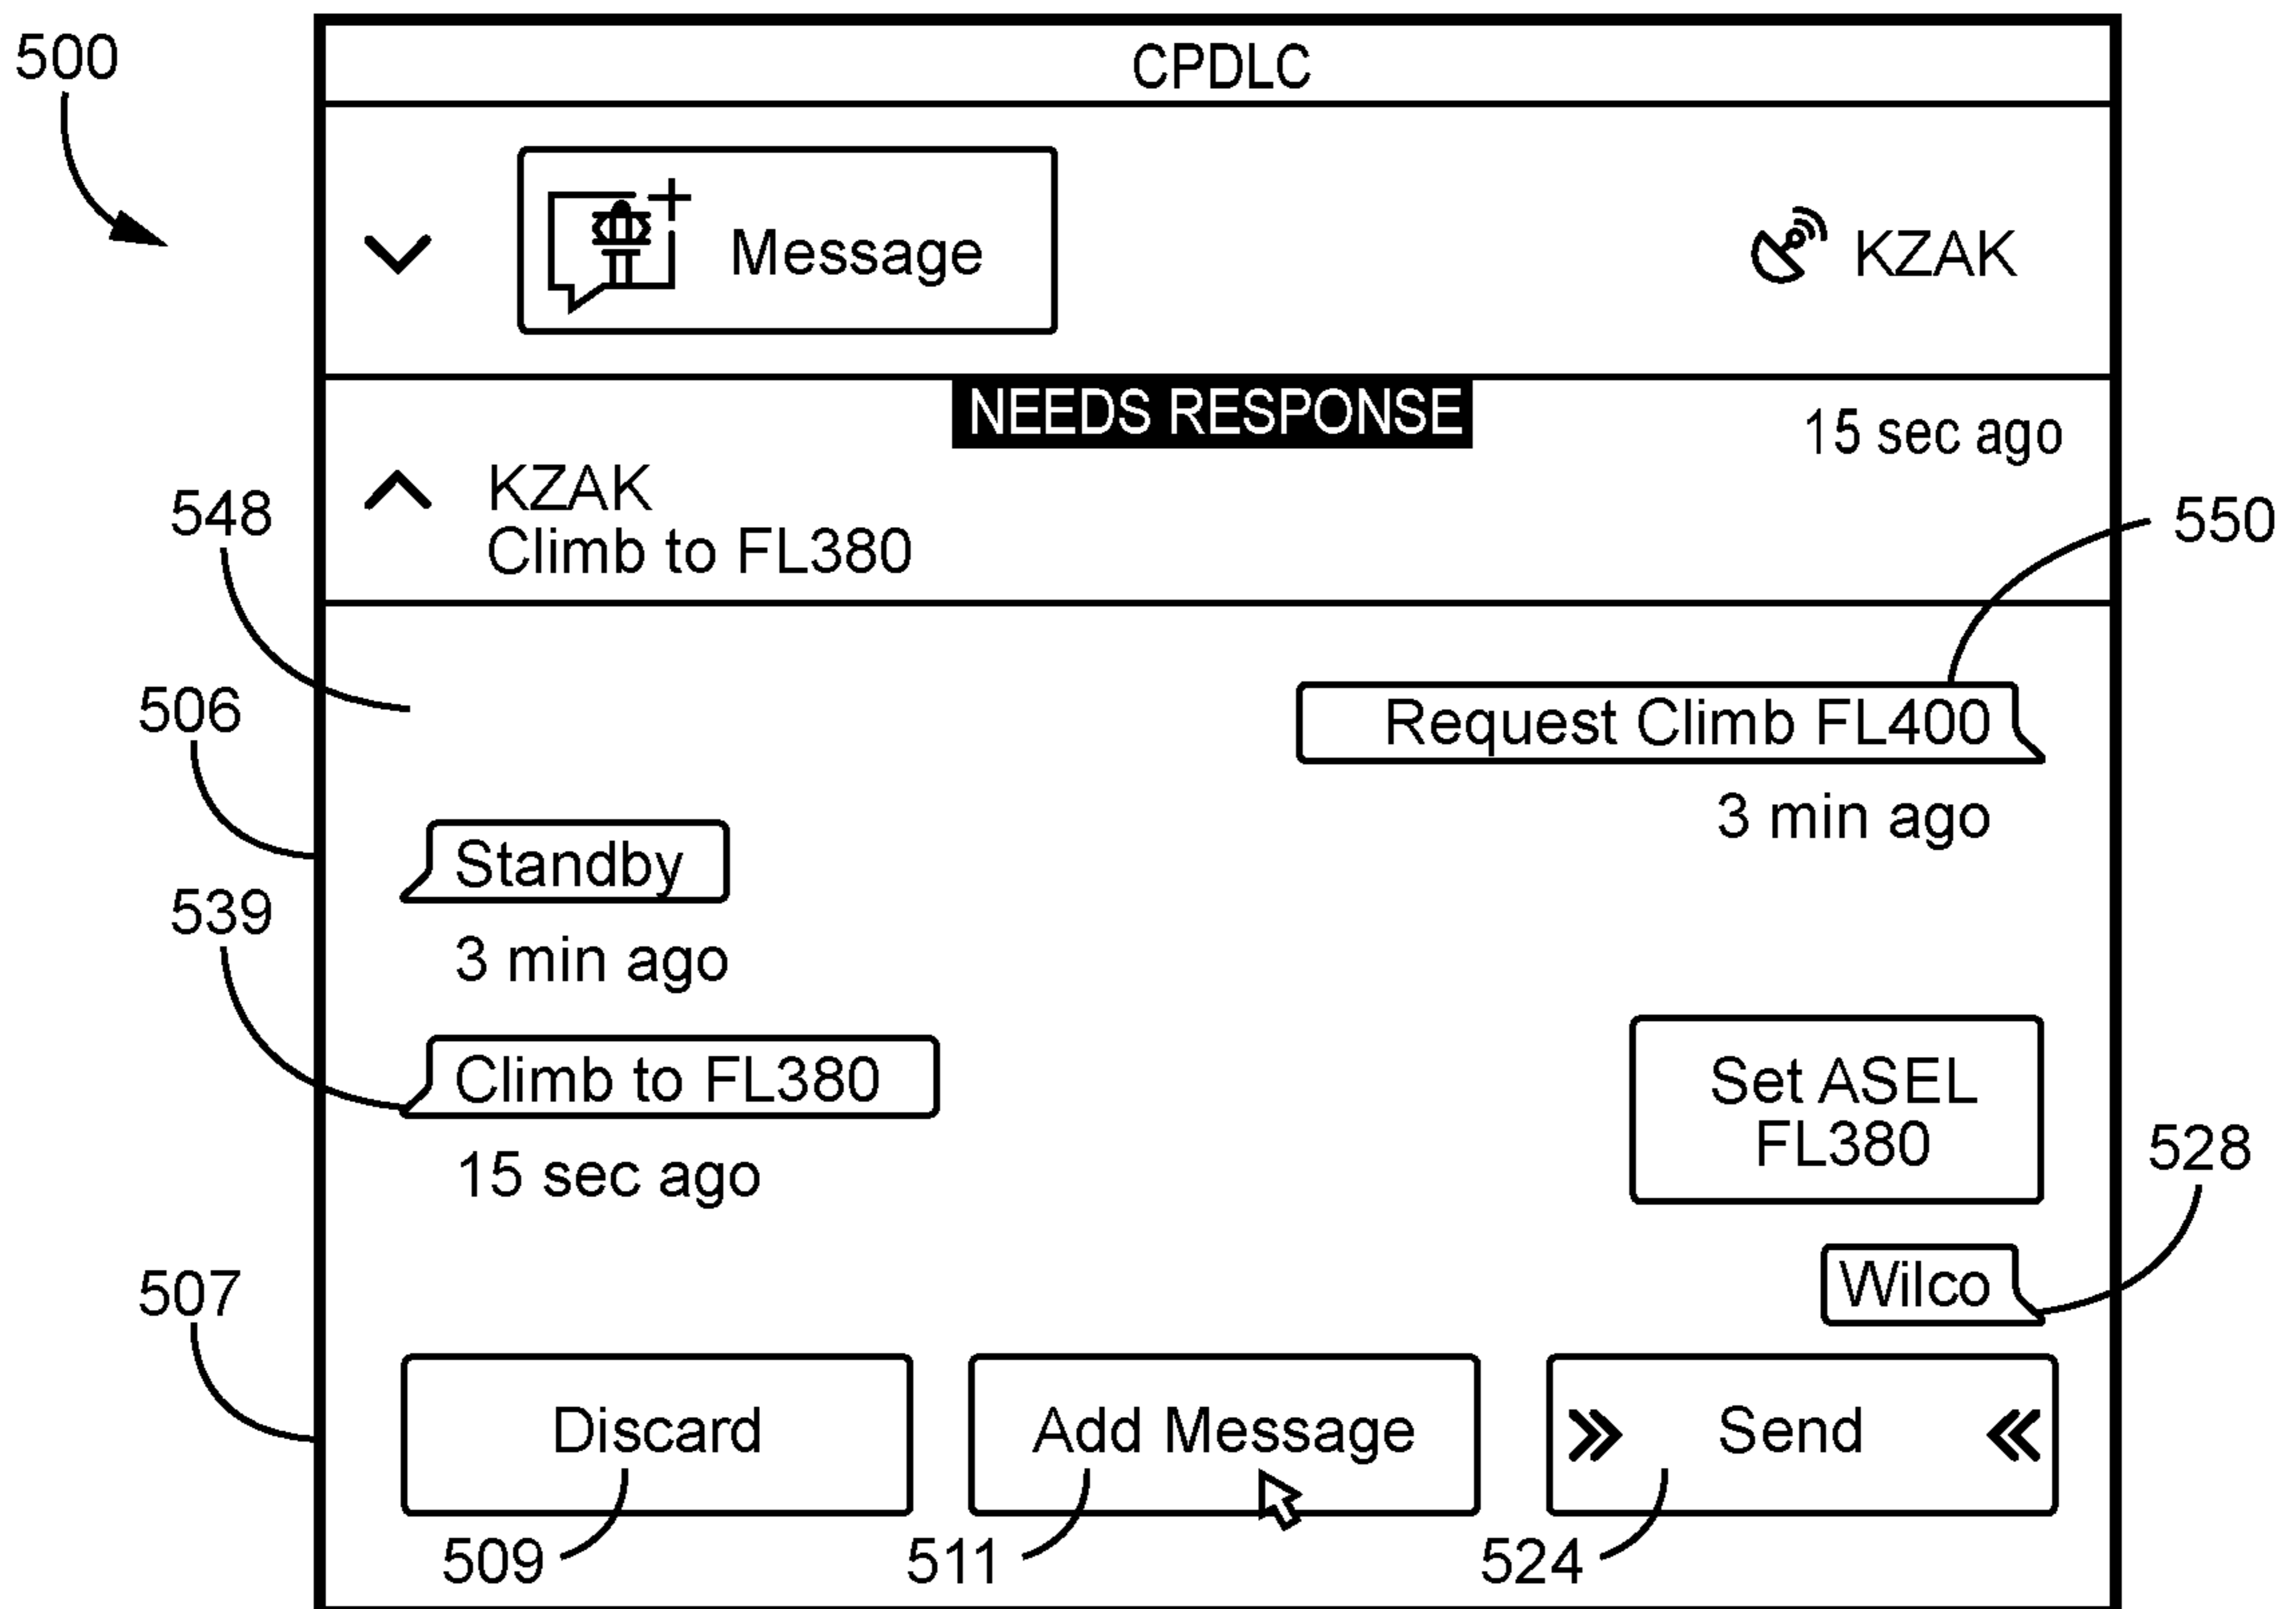 500
CPDLC
Message
KZAK
NEEDS RESPONSE
15 sec ago
KZAK
Climb to FL380
548
550
506
Request Climb FL400
3 min ago
Standby
539
3 min ago
Climb to FL380
15 sec ago
Set ASEL
FL380
528
Wilco
507
Discard
Add Message
Send
509
511
524